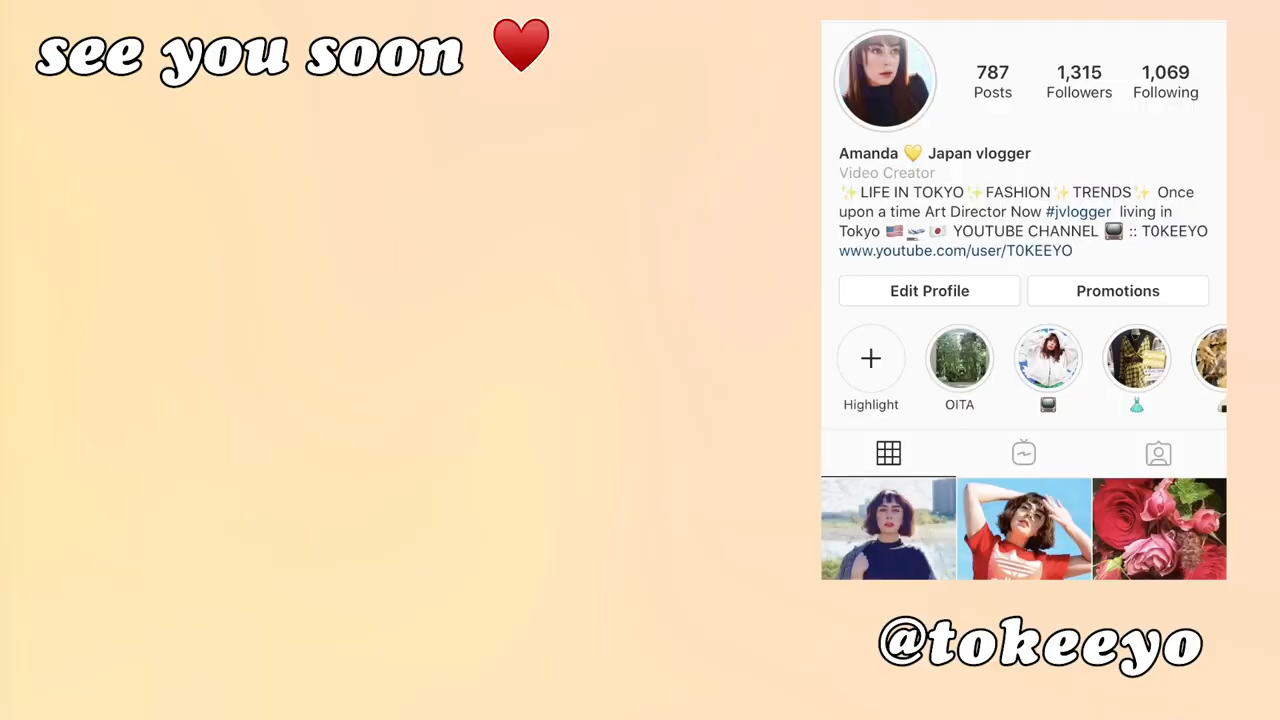 see you soon ♥️
787 1,315 1,069
Posts Followers Following
Amanda 💛 Japan vlogger
Video Creator
✨LIFE IN TOKYO✨FASHION✨TRENDS✨ Once
upon a time Art Director Now #jvlogger living in
Tokyo 🇺🇸🛫🇯🇵 YOUTUBE CHANNEL 📺 :: T0KEEYO
www.youtube.com/user/T0KEEYO
Edit Profile Promotions
Highlight OITA 📺 👗 🍙
@tokeeyo